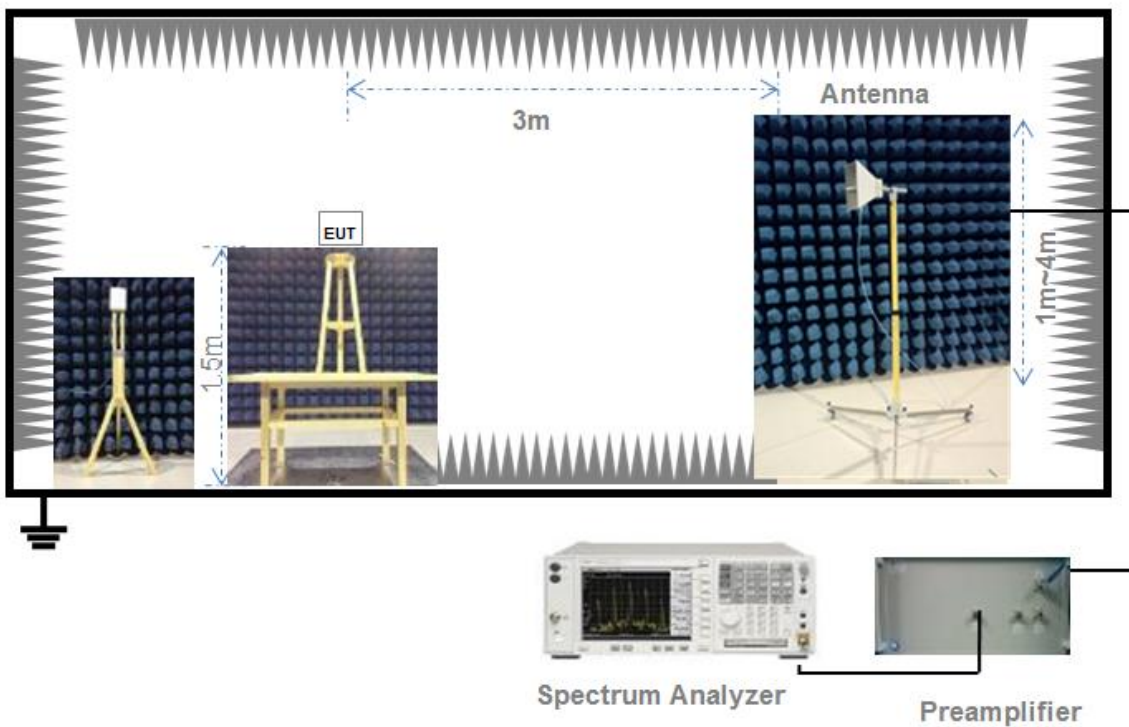 Antenna
3m
EUT
1.5m
1m~4m
Spectrum Analyzer
Preamplifier